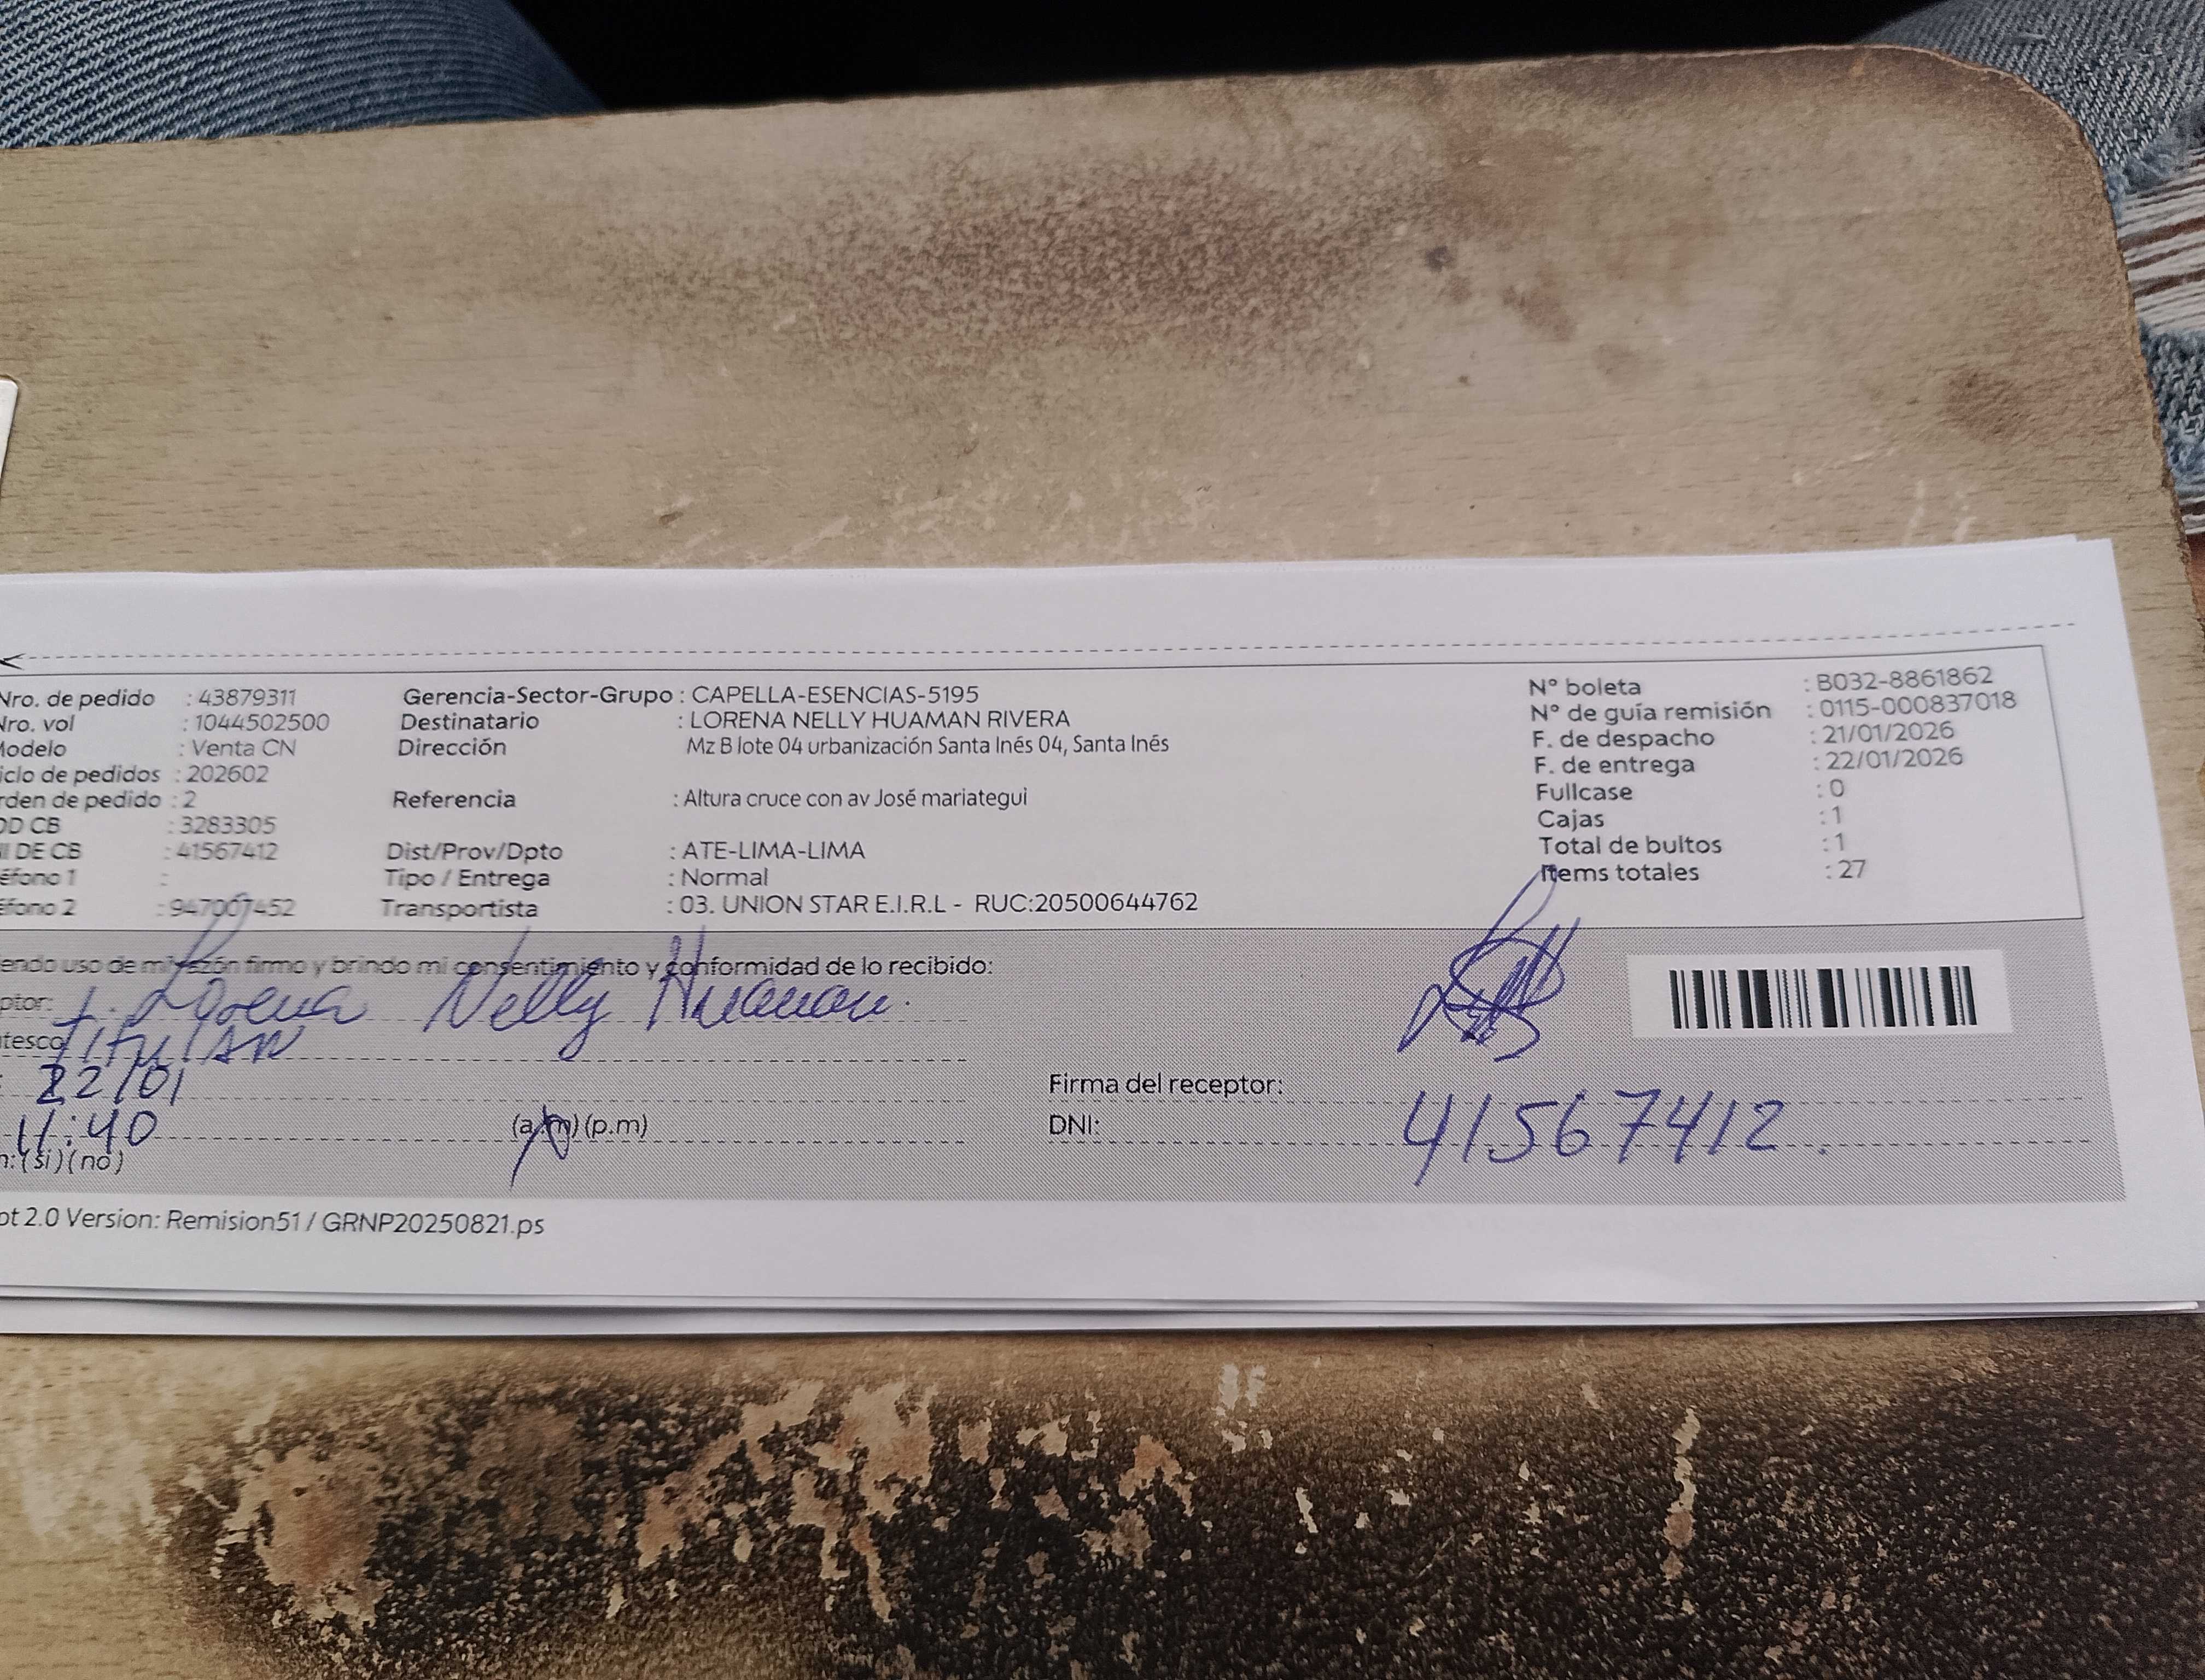 Nro. de pedido : 43879311 Gerencia-Sector-Grupo : CAPELLA-ESENCIAS-5195 N° boleta : B032-8861862
Nro. vol : 1044502500 Destinatario : LORENA NELLY HUAMAN RIVERA N° de guía remisión : 0115-000837018
Modelo : Venta CN Dirección Mz B lote 04 urbanización Santa Inés 04, Santa Inés F. de despacho : 21/01/2026
iclo de pedidos : 202602 F. de entrega : 22/01/2026
rden de pedido : 2 Referencia : Altura cruce con av José mariategui Fullcase : 0
OD CB : 3283305 Cajas : 1
NI DE CB : 41567412 Dist/Prov/Dpto : ATE-LIMA-LIMA Total de bultos : 1
éfono 1 : Tipo / Entrega : Normal Items totales : 27
éfono 2 : 947007452 Transportista : 03. UNION STAR E.I.R.L - RUC:20500644762
endo uso de mi razón firmo y brindo mi consentimiento y conformidad de lo recibido:
ptor: Lorena Nelly Huaman.
tesco Titular
: 22/01 Firma del receptor:
11:40 (a.m) (p.m) DNI: 41567412.
n: (si) (no)
pt 2.0 Version: Remision51 / GRNP20250821.ps